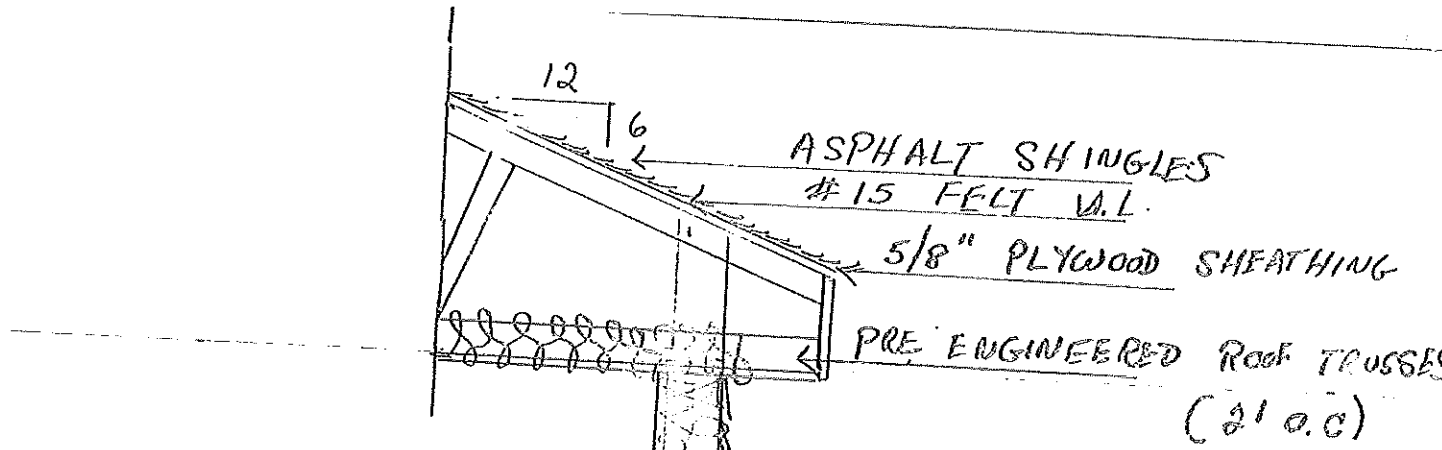 12
6
ASPHALT SHINGLES
#15 FELT
5/8" PLYWOOD SHEATHING
PRE ENGINEERED ROOF TRUSSES
(2' O.C)